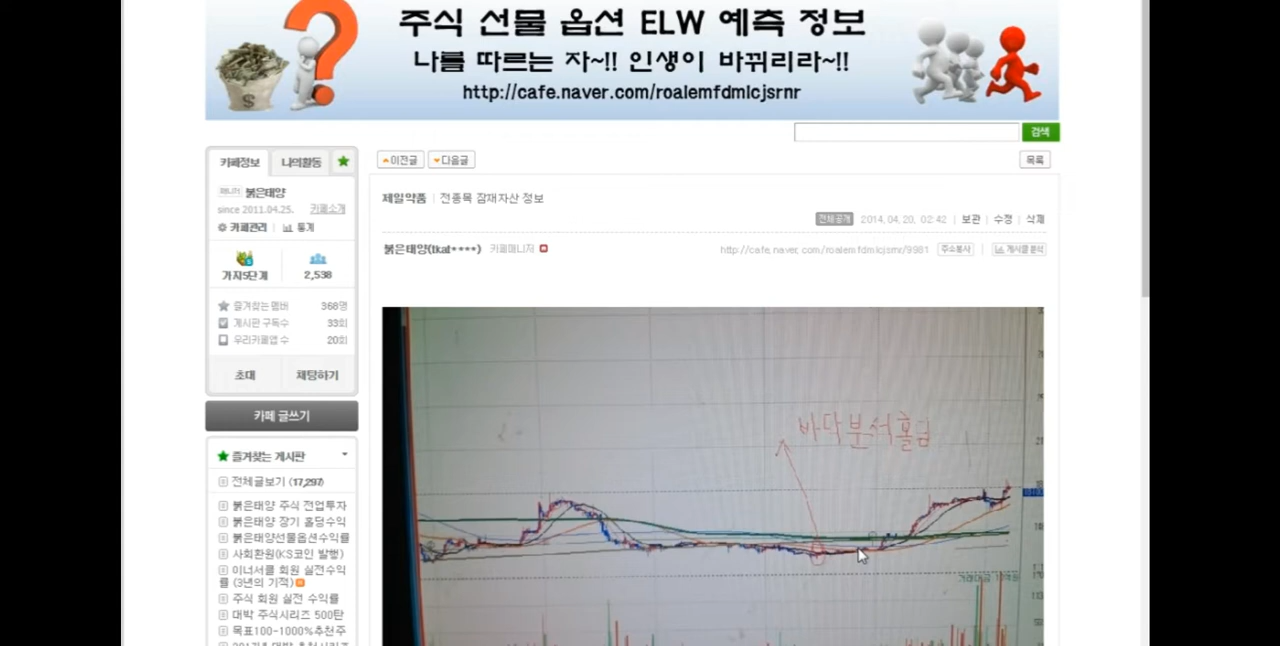 주식 선물 옵션 ELW 예측 정보
나를 따르는 자~!! 인생이 바뀌리라~!!
http://cafe.naver.com/roalemfdmlcjsrnr
검색
카페정보 나의활동
이전글 다음글
목록
매니저 붉은태양
since 2011.04.25. 카페소개
카페관리 통계
가지5단계 2,538
즐겨찾는 멤버 368명
게시판 구독수 33회
우리카페앱 수 20회
초대 채팅하기
카페 글쓰기
즐겨찾는 게시판
전체글보기 (17,297)
붉은태양 주식 전업투자
붉은태양 장기 홀딩수익
붉은태양선물옵션수익률
사회환원(KS코인 발행)
이너서클 회원 실전수익
률 (3년의 기적)
주식 회원 실전 수익률
대박 주식시리즈 500탄
목표100-1000%추천주
제일약품 전종목 잠재자산 정보
전체공개 2014.04.20. 02:42 보관 수정 삭제
붉은태양(tkat****) 카페매니저
http://cafe.naver.com/roalemfdmlcjsrnr/9981 주소복사 게시글 분석
바닥분석홀딩